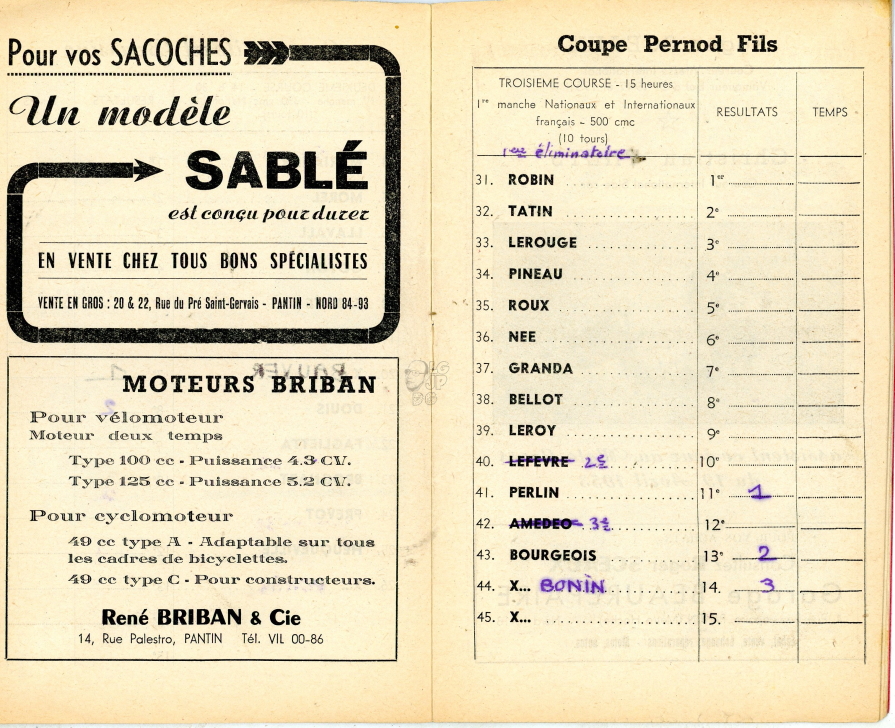 Pour vos SACOCHES
Un modèle
SABLÉ
est conçu pour durer
EN VENTE CHEZ TOUS BONS SPÉCIALISTES
VENTE EN GROS : 20 & 22, Rue du Pré Saint-Gervais - PANTIN - NORD 84-93
MOTEURS BRIBAN
Pour vélomoteur
Moteur deux temps
Type 100 cc - Puissance 4.3 CV.
Type 125 cc - Puissance 5.2 CV.
Pour cyclomoteur
49 cc type A - Adaptable sur tous
les cadres de bicyclettes.
49 cc type C - Pour constructeurs.
René BRIBAN & Cie
14, Rue Palestro, PANTIN Tél. VIL 00-86
Coupe Pernod Fils
TROISIEME COURSE - 15 heures
1re manche Nationaux et Internationaux
français - 500 cmc
(10 tours)
1ère éliminatoire
RESULTATS
TEMPS
31. ROBIN 1er
32. TATIN 2e
33. LEROUGE 3e
34. PINEAU 4e
35. ROUX 5e
36. NEE 6e
37. GRANDA 7e
38. BELLOT 8e
39. LEROY 9e
40. LEFEVRE 2e 10e
41. PERLIN 11e 1
42. AMEDEO 3e 12e
43. BOURGEOIS 13e 2
44. X... BONIN 14. 3
45. X... 15.